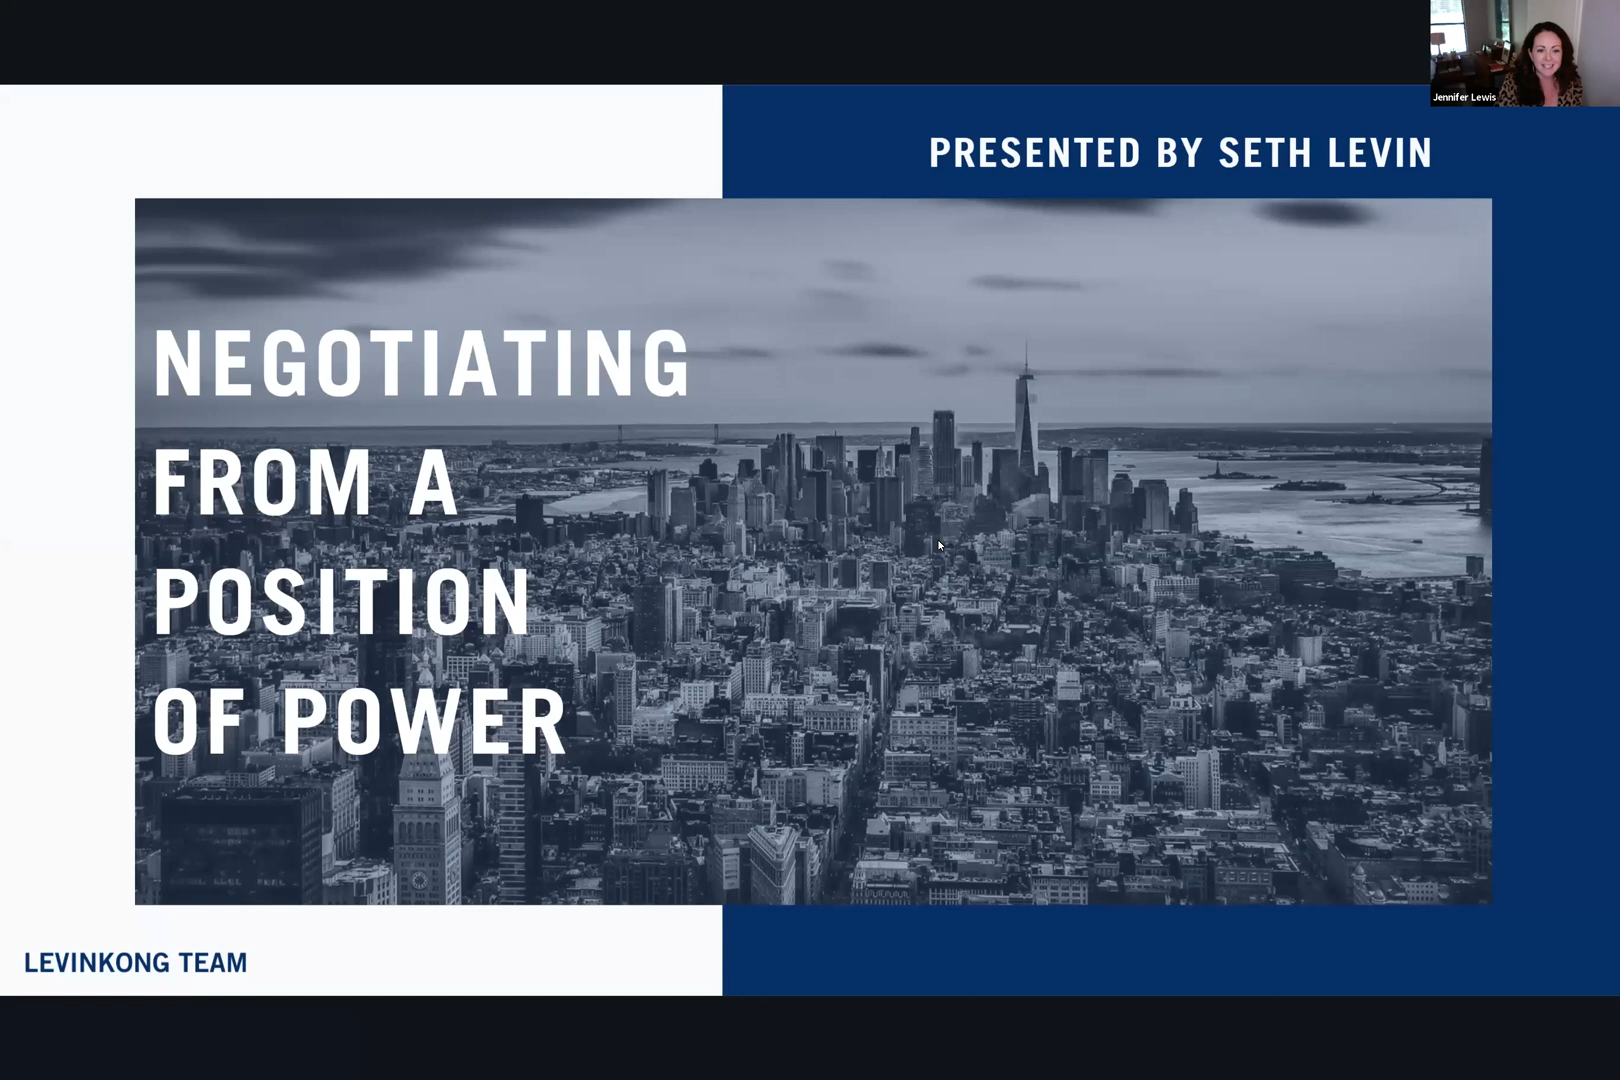 Jennifer Lewis
PRESENTED BY SETH LEVIN
NEGOTIATING
FROM A
POSITION
OF POWER
LEVINKONG TEAM